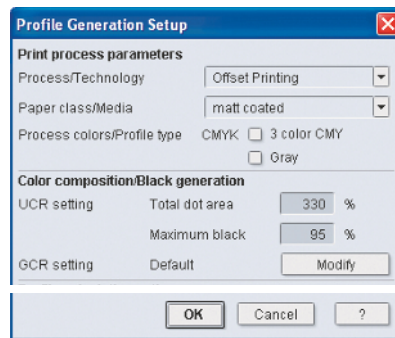 Profile Generation Setup
Print process parameters
Process/Technology Offset Printing
Paper class/Media matt coated
Process colors/Profile type CMYK 3 color CMY
Gray
Color composition/Black generation
UCR setting Total dot area 330 %
Maximum black 95 %
GCR setting Default Modify
OK Cancel ?